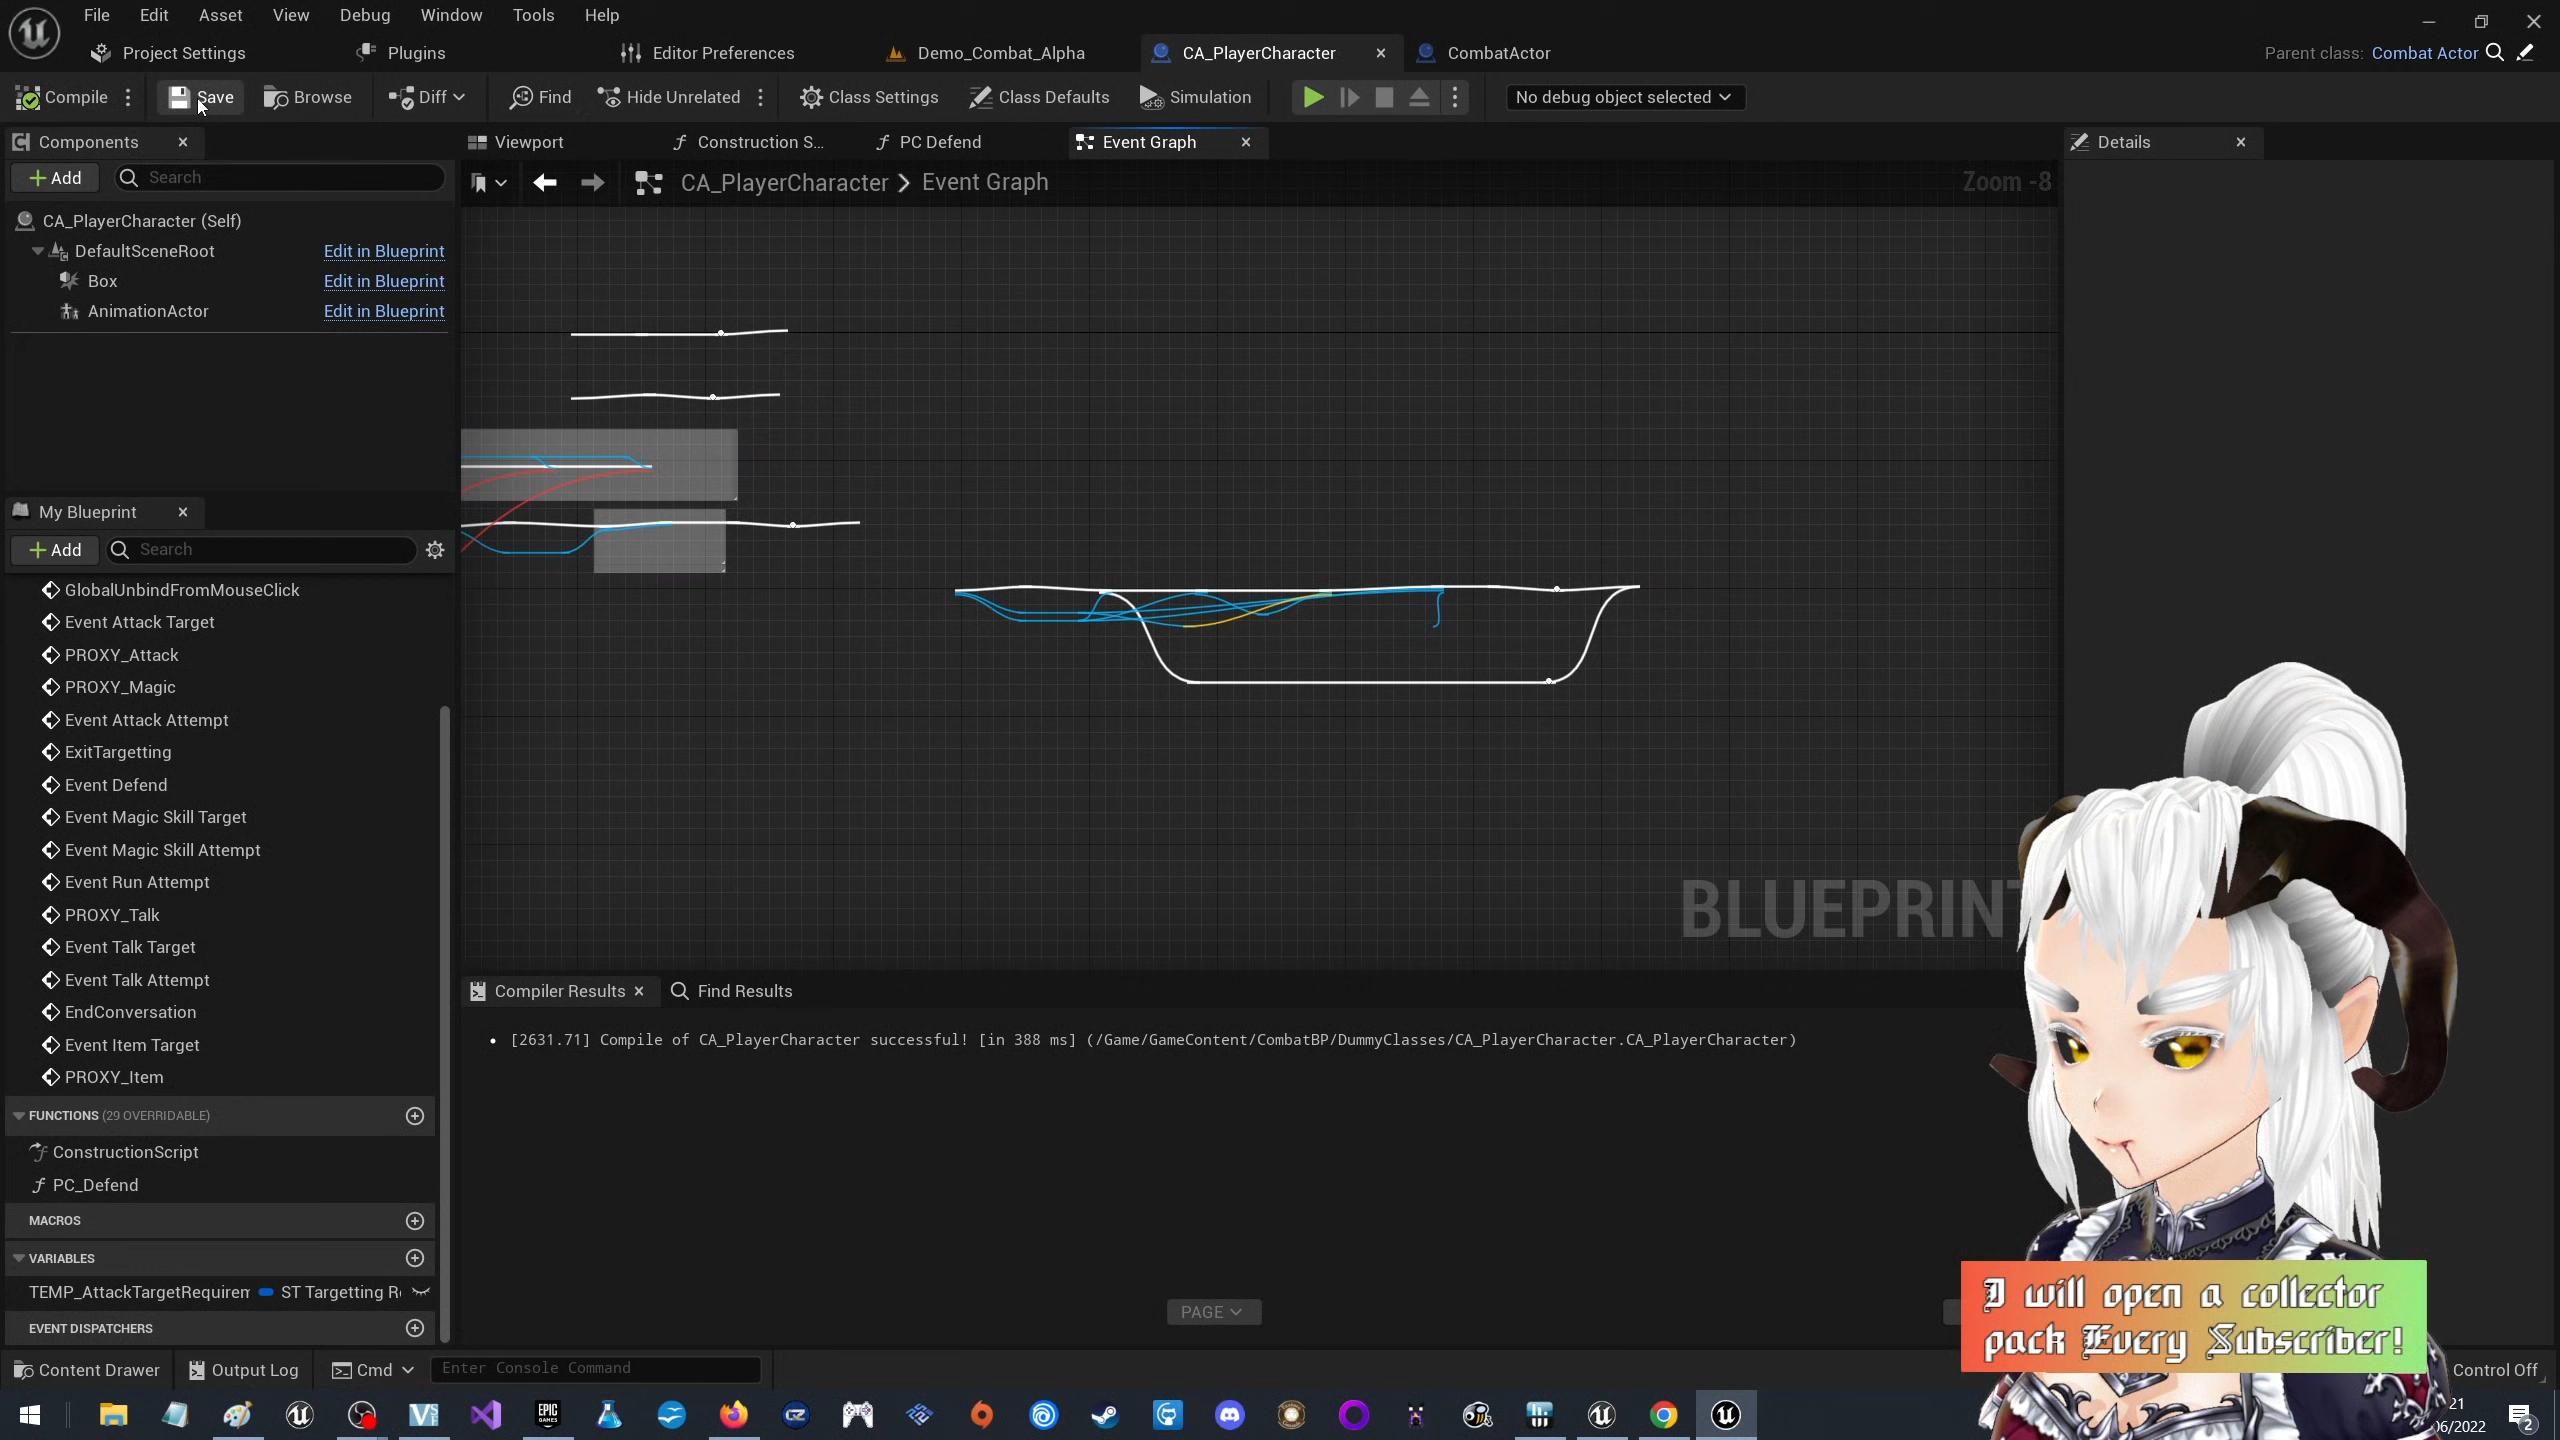 File Edit Asset View Debug Window Tools Help
Project Settings Plugins Editor Preferences Demo_Combat_Alpha CA_PlayerCharacter CombatActor Parent class: Combat Actor
Compile Save Browse Diff Find Hide Unrelated Class Settings Class Defaults Simulation No debug object selected
Components
Viewport Construction S... PC Defend Event Graph Details
Add Search
CA_PlayerCharacter > Event Graph Zoom -8
CA_PlayerCharacter (Self)
DefaultSceneRoot Edit in Blueprint
Box Edit in Blueprint
AnimationActor Edit in Blueprint
My Blueprint
Add Search
GlobalUnbindFromMouseClick
Event Attack Target
PROXY_Attack
PROXY_Magic
Event Attack Attempt
ExitTargetting
Event Defend
Event Magic Skill Target
Event Magic Skill Attempt
Event Run Attempt
PROXY_Talk
Event Talk Target
Event Talk Attempt
EndConversation
Event Item Target
PROXY_Item
FUNCTIONS (29 OVERRIDABLE)
ConstructionScript
PC_Defend
MACROS
VARIABLES
TEMP_AttackTargetRequirem ST Targetting R
EVENT DISPATCHERS
BLUEPRINT
Compiler Results Find Results
• [2631.71] Compile of CA_PlayerCharacter successful! [in 388 ms] (/Game/GameContent/CombatBP/DummyClasses/CA_PlayerCharacter.CA_PlayerCharacter)
PAGE
I will open a collector
pack Every Subscriber!
Content Drawer Output Log Cmd Enter Console Command Control Off
EPIC
GAMES
21
06/2022
2